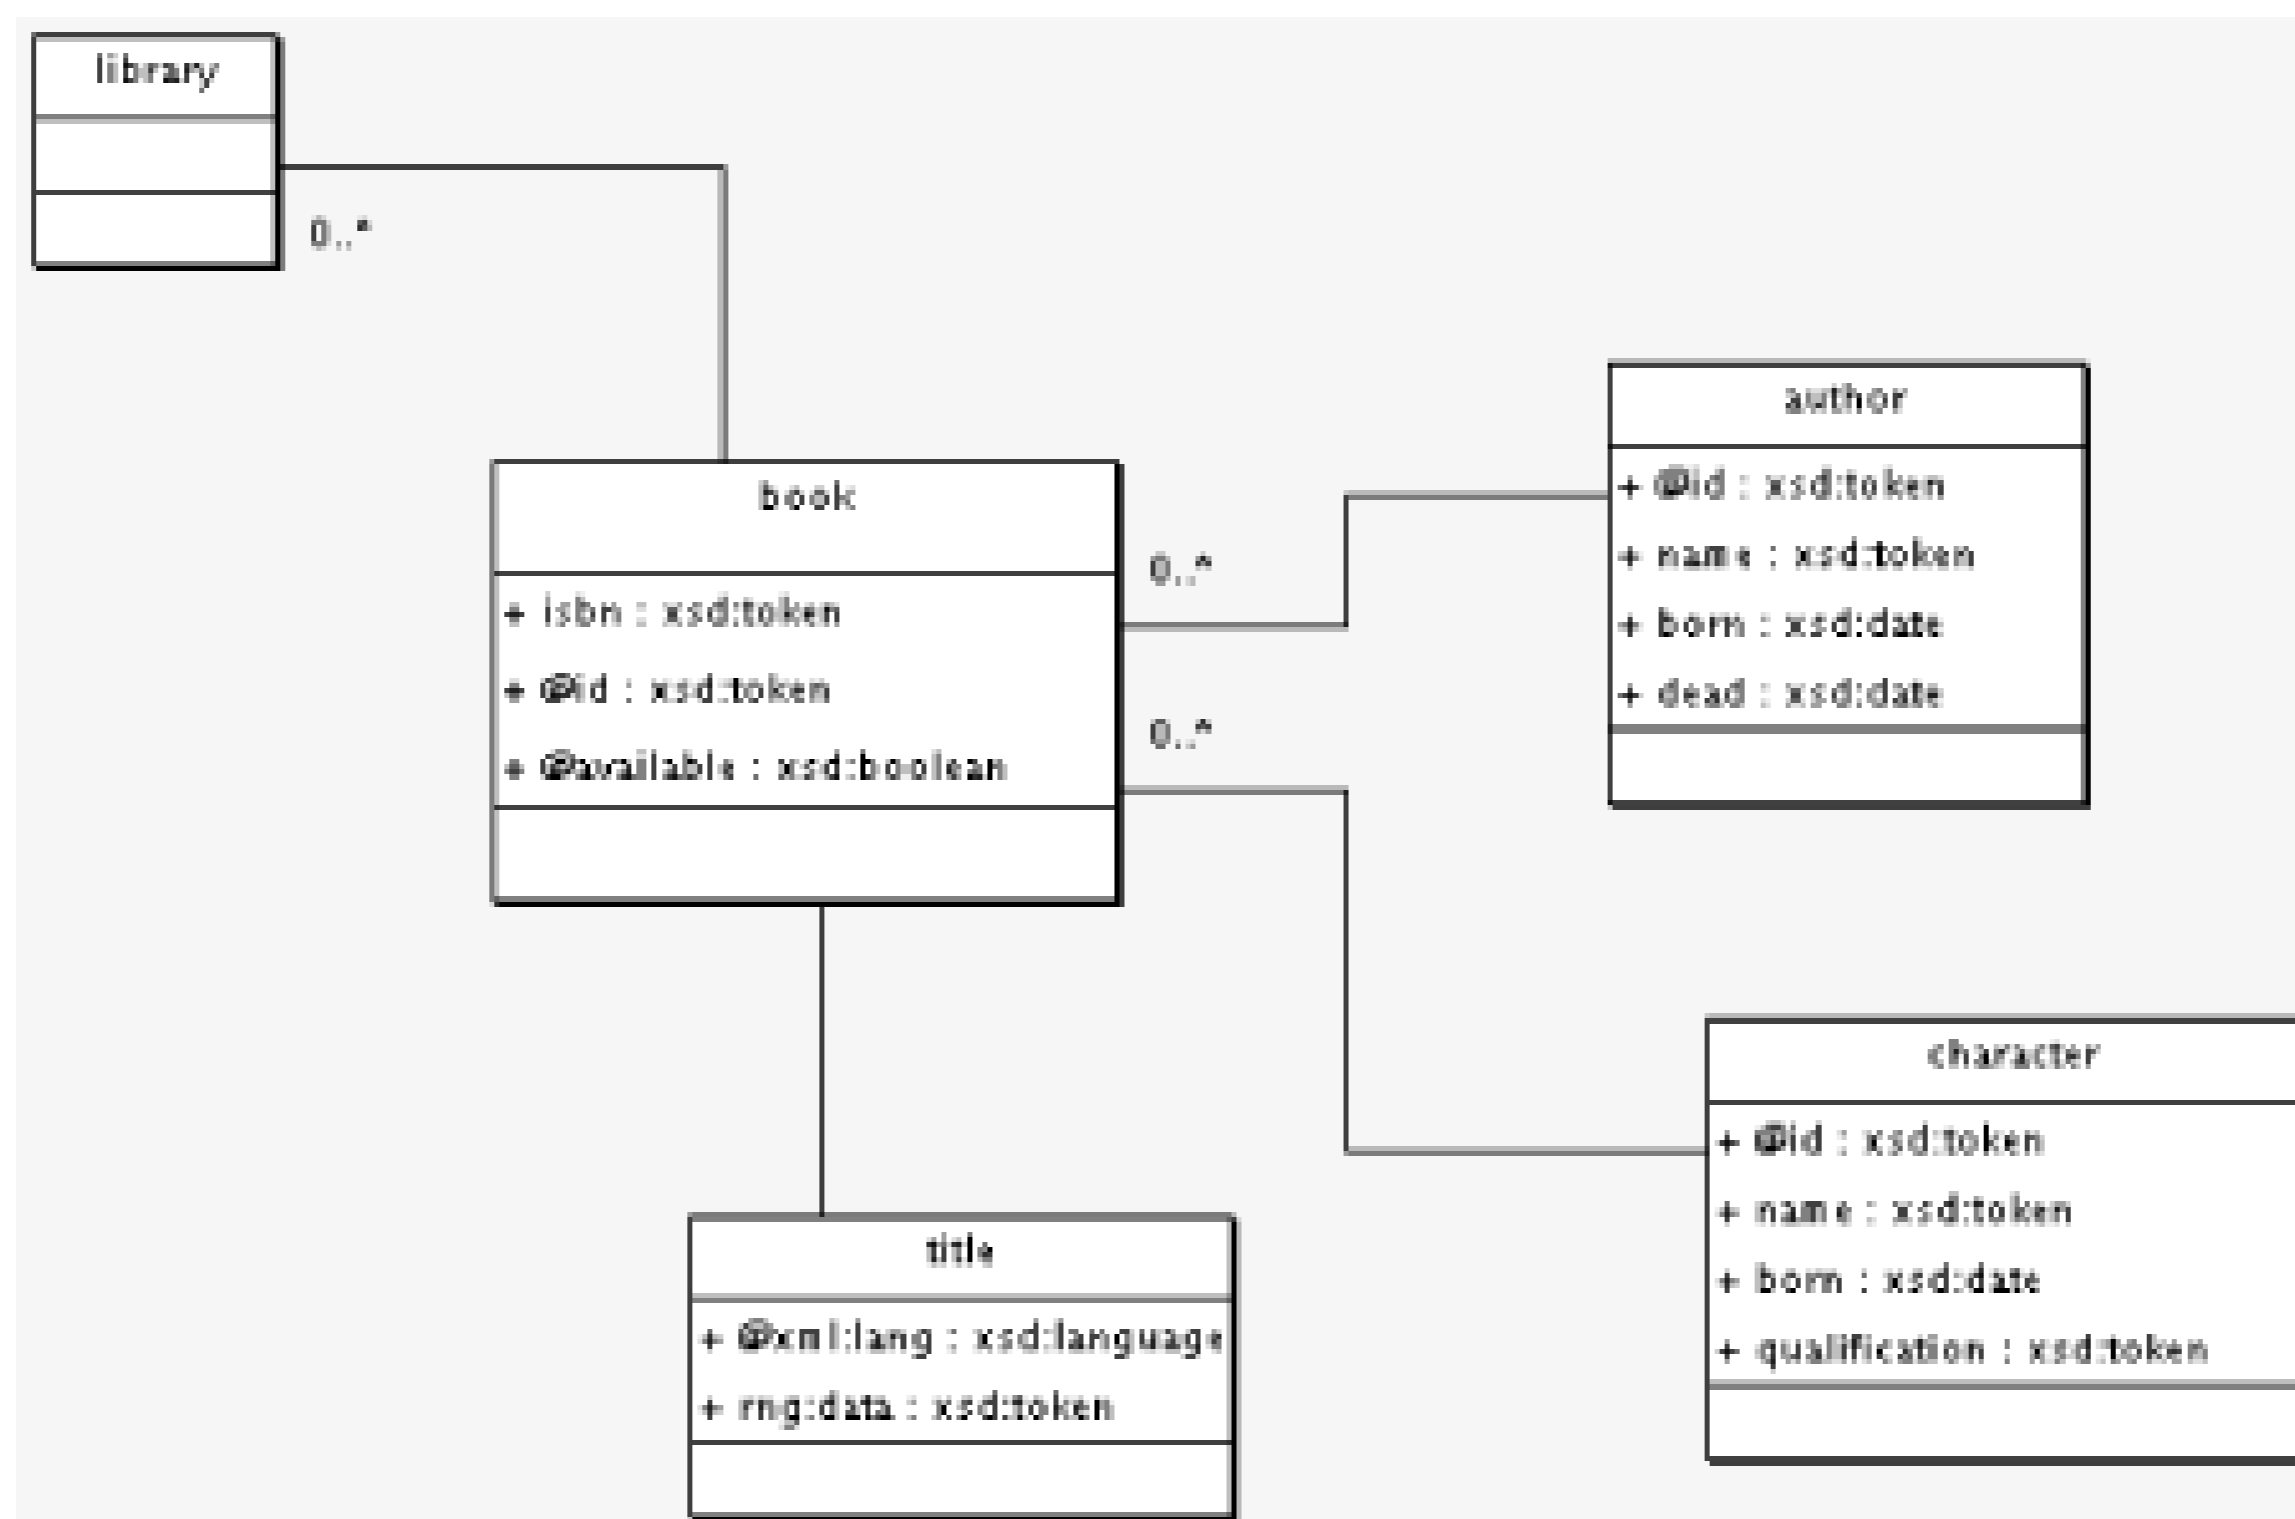 library
0..*
book
+ isbn : xsd:token
+ @id : xsd:token
+ @available : xsd:boolean
0..*
0..*
author
+ @id : xsd:token
+ name : xsd:token
+ born : xsd:date
+ dead : xsd:date
character
+ @id : xsd:token
+ name : xsd:token
+ born : xsd:date
+ qualification : xsd:token
title
+ @xml:lang : xsd:language
+ rng:data : xsd:token